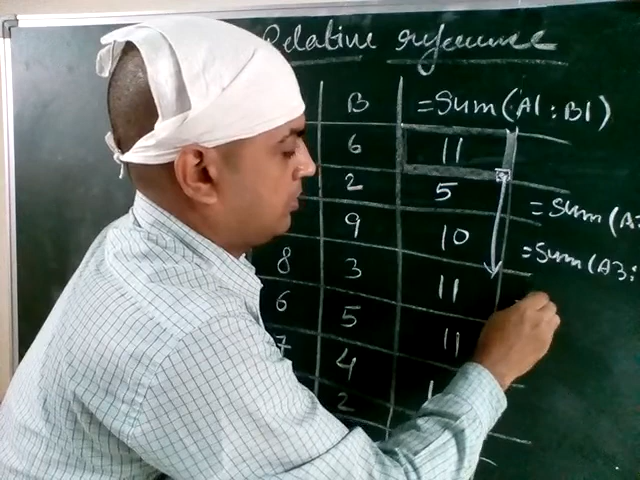 Relative reference
B =Sum(A1:B1)
6 11
2 5
9 10
8 3 11
6 5 11
7 4
2
=Sum(A
=Sum(A3: